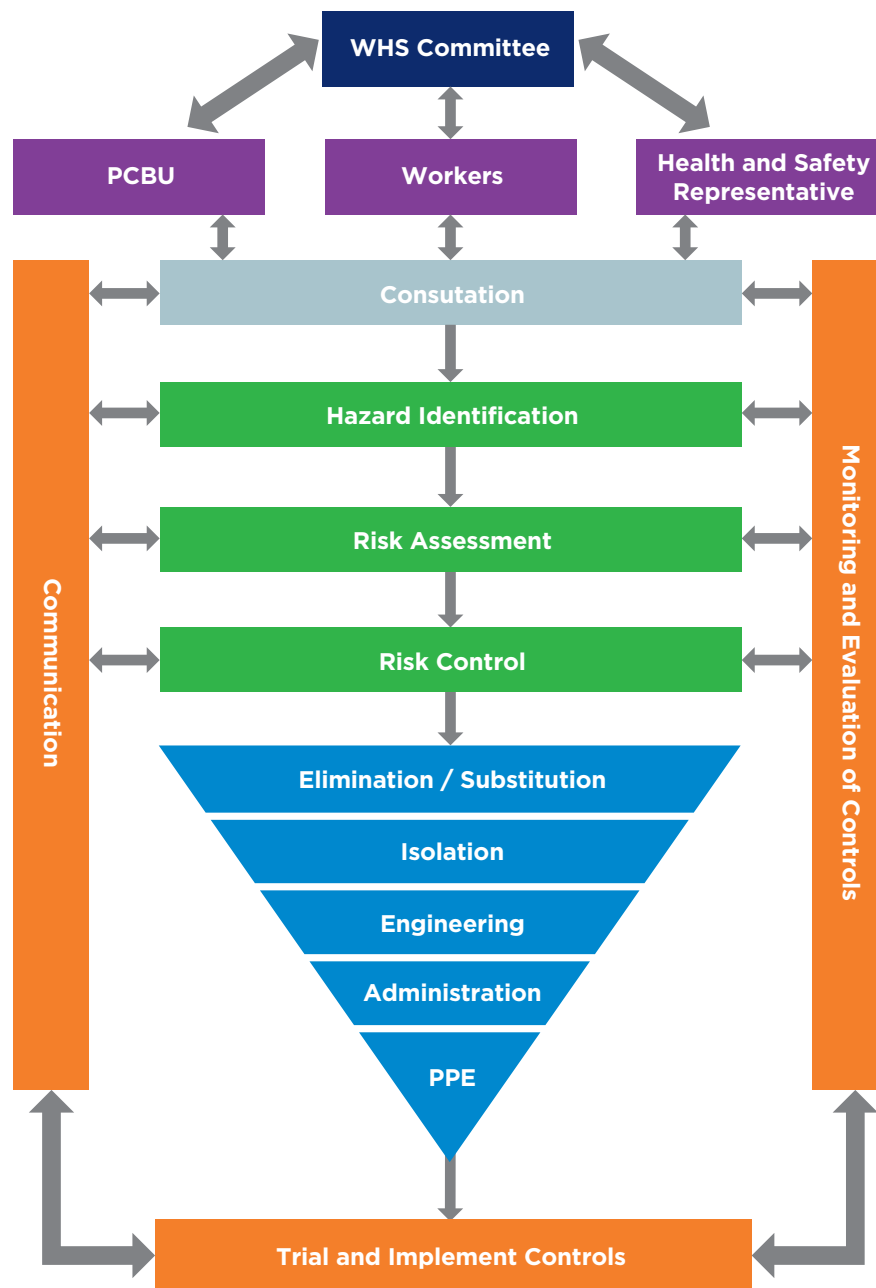 WHS Committee
PCBU
Workers
Health and Safety
Representative
Consutation
Hazard Identification
Risk Assessment
Risk Control
Communication
Monitoring and Evaluation of Controls
Elimination / Substitution
Isolation
Engineering
Administration
PPE
Trial and Implement Controls